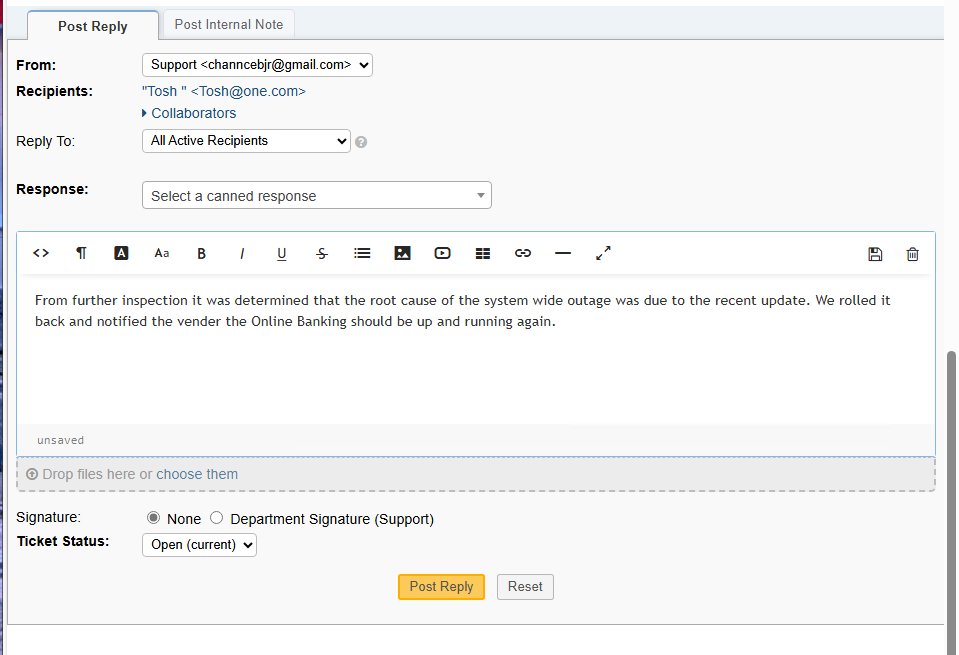 Post Reply
Post Internal Note
From:
Support <channcebjr@gmail.com>
Recipients:
"Tosh " <Tosh@one.com>
Collaborators
Reply To:
All Active Recipients
?
Response:
Select a canned response
<> ¶ A Aa B I U S
From further inspection it was determined that the root cause of the system wide outage was due to the recent update. We rolled it
back and notified the vender the Online Banking should be up and running again.
unsaved
Drop files here or choose them
Signature:
None
Department Signature (Support)
Ticket Status:
Open (current)
Post Reply
Reset